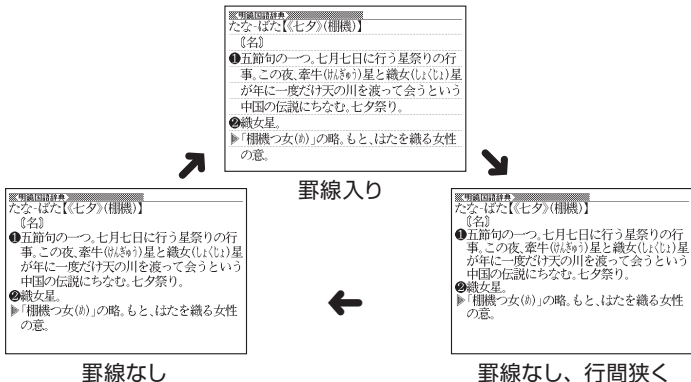 明鏡国語辞典
たな-ばた【《七夕》(棚機)】
〘名〙
❶五節句の一つ。七月七日に行う星祭りの行
事。この夜、牽牛(けんぎゅう)星と織女(しょくじょ)星
が年に一度だけ天の川を渡って会うという
中国の伝説にちなむ。七夕祭り。
❷織女星。
▶「棚機つ女(め)」の略。もと、はたを織る女性
の意。
罫線入り
明鏡国語辞典
たな-ばた【《七夕》(棚機)】
〘名〙
❶五節句の一つ。七月七日に行う星祭りの行
事。この夜、牽牛(けんぎゅう)星と織女(しょくじょ)星
が年に一度だけ天の川を渡って会うという
中国の伝説にちなむ。七夕祭り。
❷織女星。
▶「棚機つ女(め)」の略。もと、はたを織る女性
の意。
罫線なし
明鏡国語辞典
たな-ばた【《七夕》(棚機)】
〘名〙
❶五節句の一つ。七月七日に行う星祭りの行
事。この夜、牽牛(けんぎゅう)星と織女(しょくじょ)星
が年に一度だけ天の川を渡って会うという
中国の伝説にちなむ。七夕祭り。
❷織女星。
▶「棚機つ女(め)」の略。もと、はたを織る女性
の意。
罫線なし、行間狭く